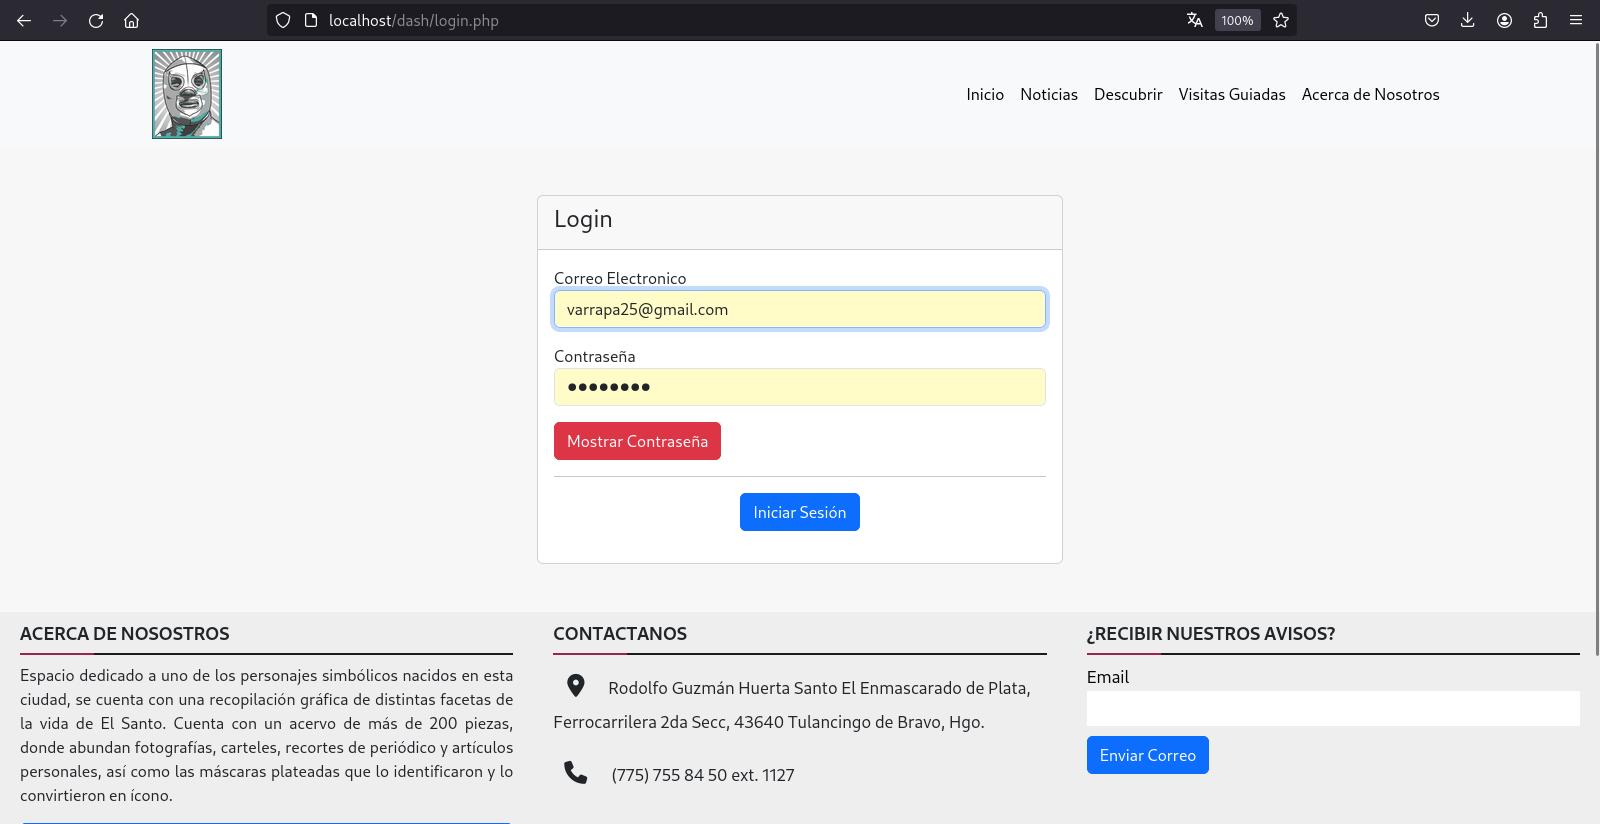 localhost/dash/login.php
100%
Inicio Noticias Descubrir Visitas Guiadas Acerca de Nosotros
Login
Correo Electronico
varrapa25@gmail.com
Contraseña
Mostrar Contraseña
Iniciar Sesión
ACERCA DE NOSOSTROS
Espacio dedicado a uno de los personajes simbólicos nacidos en esta
ciudad, se cuenta con una recopilación gráfica de distintas facetas de
la vida de El Santo. Cuenta con un acervo de más de 200 piezas,
donde abundan fotografías, carteles, recortes de periódico y artículos
personales, así como las máscaras plateadas que lo identificaron y lo
convirtieron en ícono.
CONTACTANOS
Rodolfo Guzmán Huerta Santo El Enmascarado de Plata,
Ferrocarrilera 2da Secc, 43640 Tulancingo de Bravo, Hgo.
(775) 755 84 50 ext. 1127
¿RECIBIR NUESTROS AVISOS?
Email
Enviar Correo